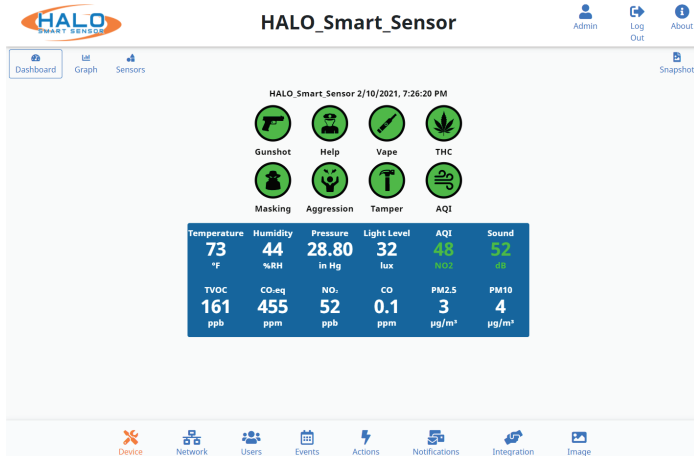 HALO
SMART SENSOR
HALO_Smart_Sensor
Admin
Log
Out
About
Dashboard
Graph
Sensors
Snapshot
HALO_Smart_Sensor 2/10/2021, 7:26:20 PM
Gunshot Help Vape THC
Masking Aggression Tamper AQI
Temperature Humidity Pressure Light Level AQI Sound
73 44 28.80 32 48 52
°F %RH in Hg lux NO2 dB
TVOC CO₂eq NO₂ CO PM2.5 PM10
161 455 52 0.1 3 4
ppb ppm ppb ppm µg/m³ µg/m³
Device Network Users Events Actions Notifications Integration Image